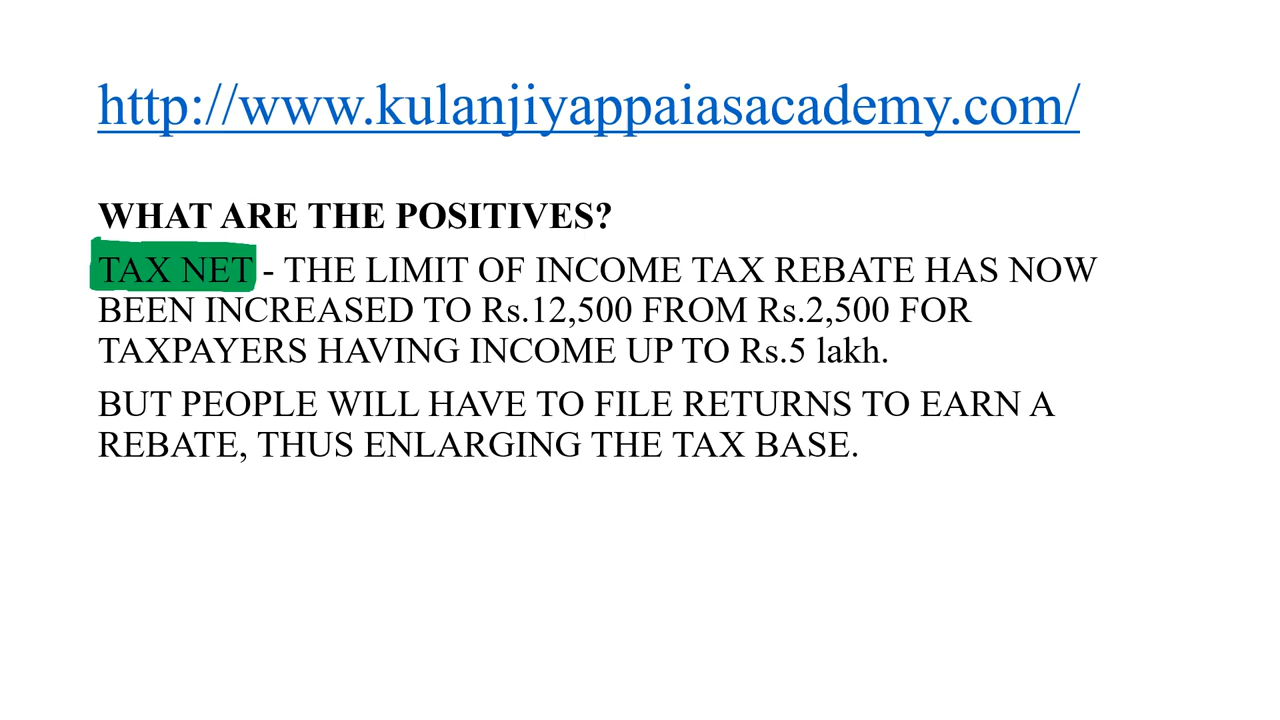 http://www.kulanjiyappaiasacademy.com/
WHAT ARE THE POSITIVES?
TAX NET - THE LIMIT OF INCOME TAX REBATE HAS NOW
BEEN INCREASED TO Rs.12,500 FROM Rs.2,500 FOR
TAXPAYERS HAVING INCOME UP TO Rs.5 lakh.
BUT PEOPLE WILL HAVE TO FILE RETURNS TO EARN A
REBATE, THUS ENLARGING THE TAX BASE.